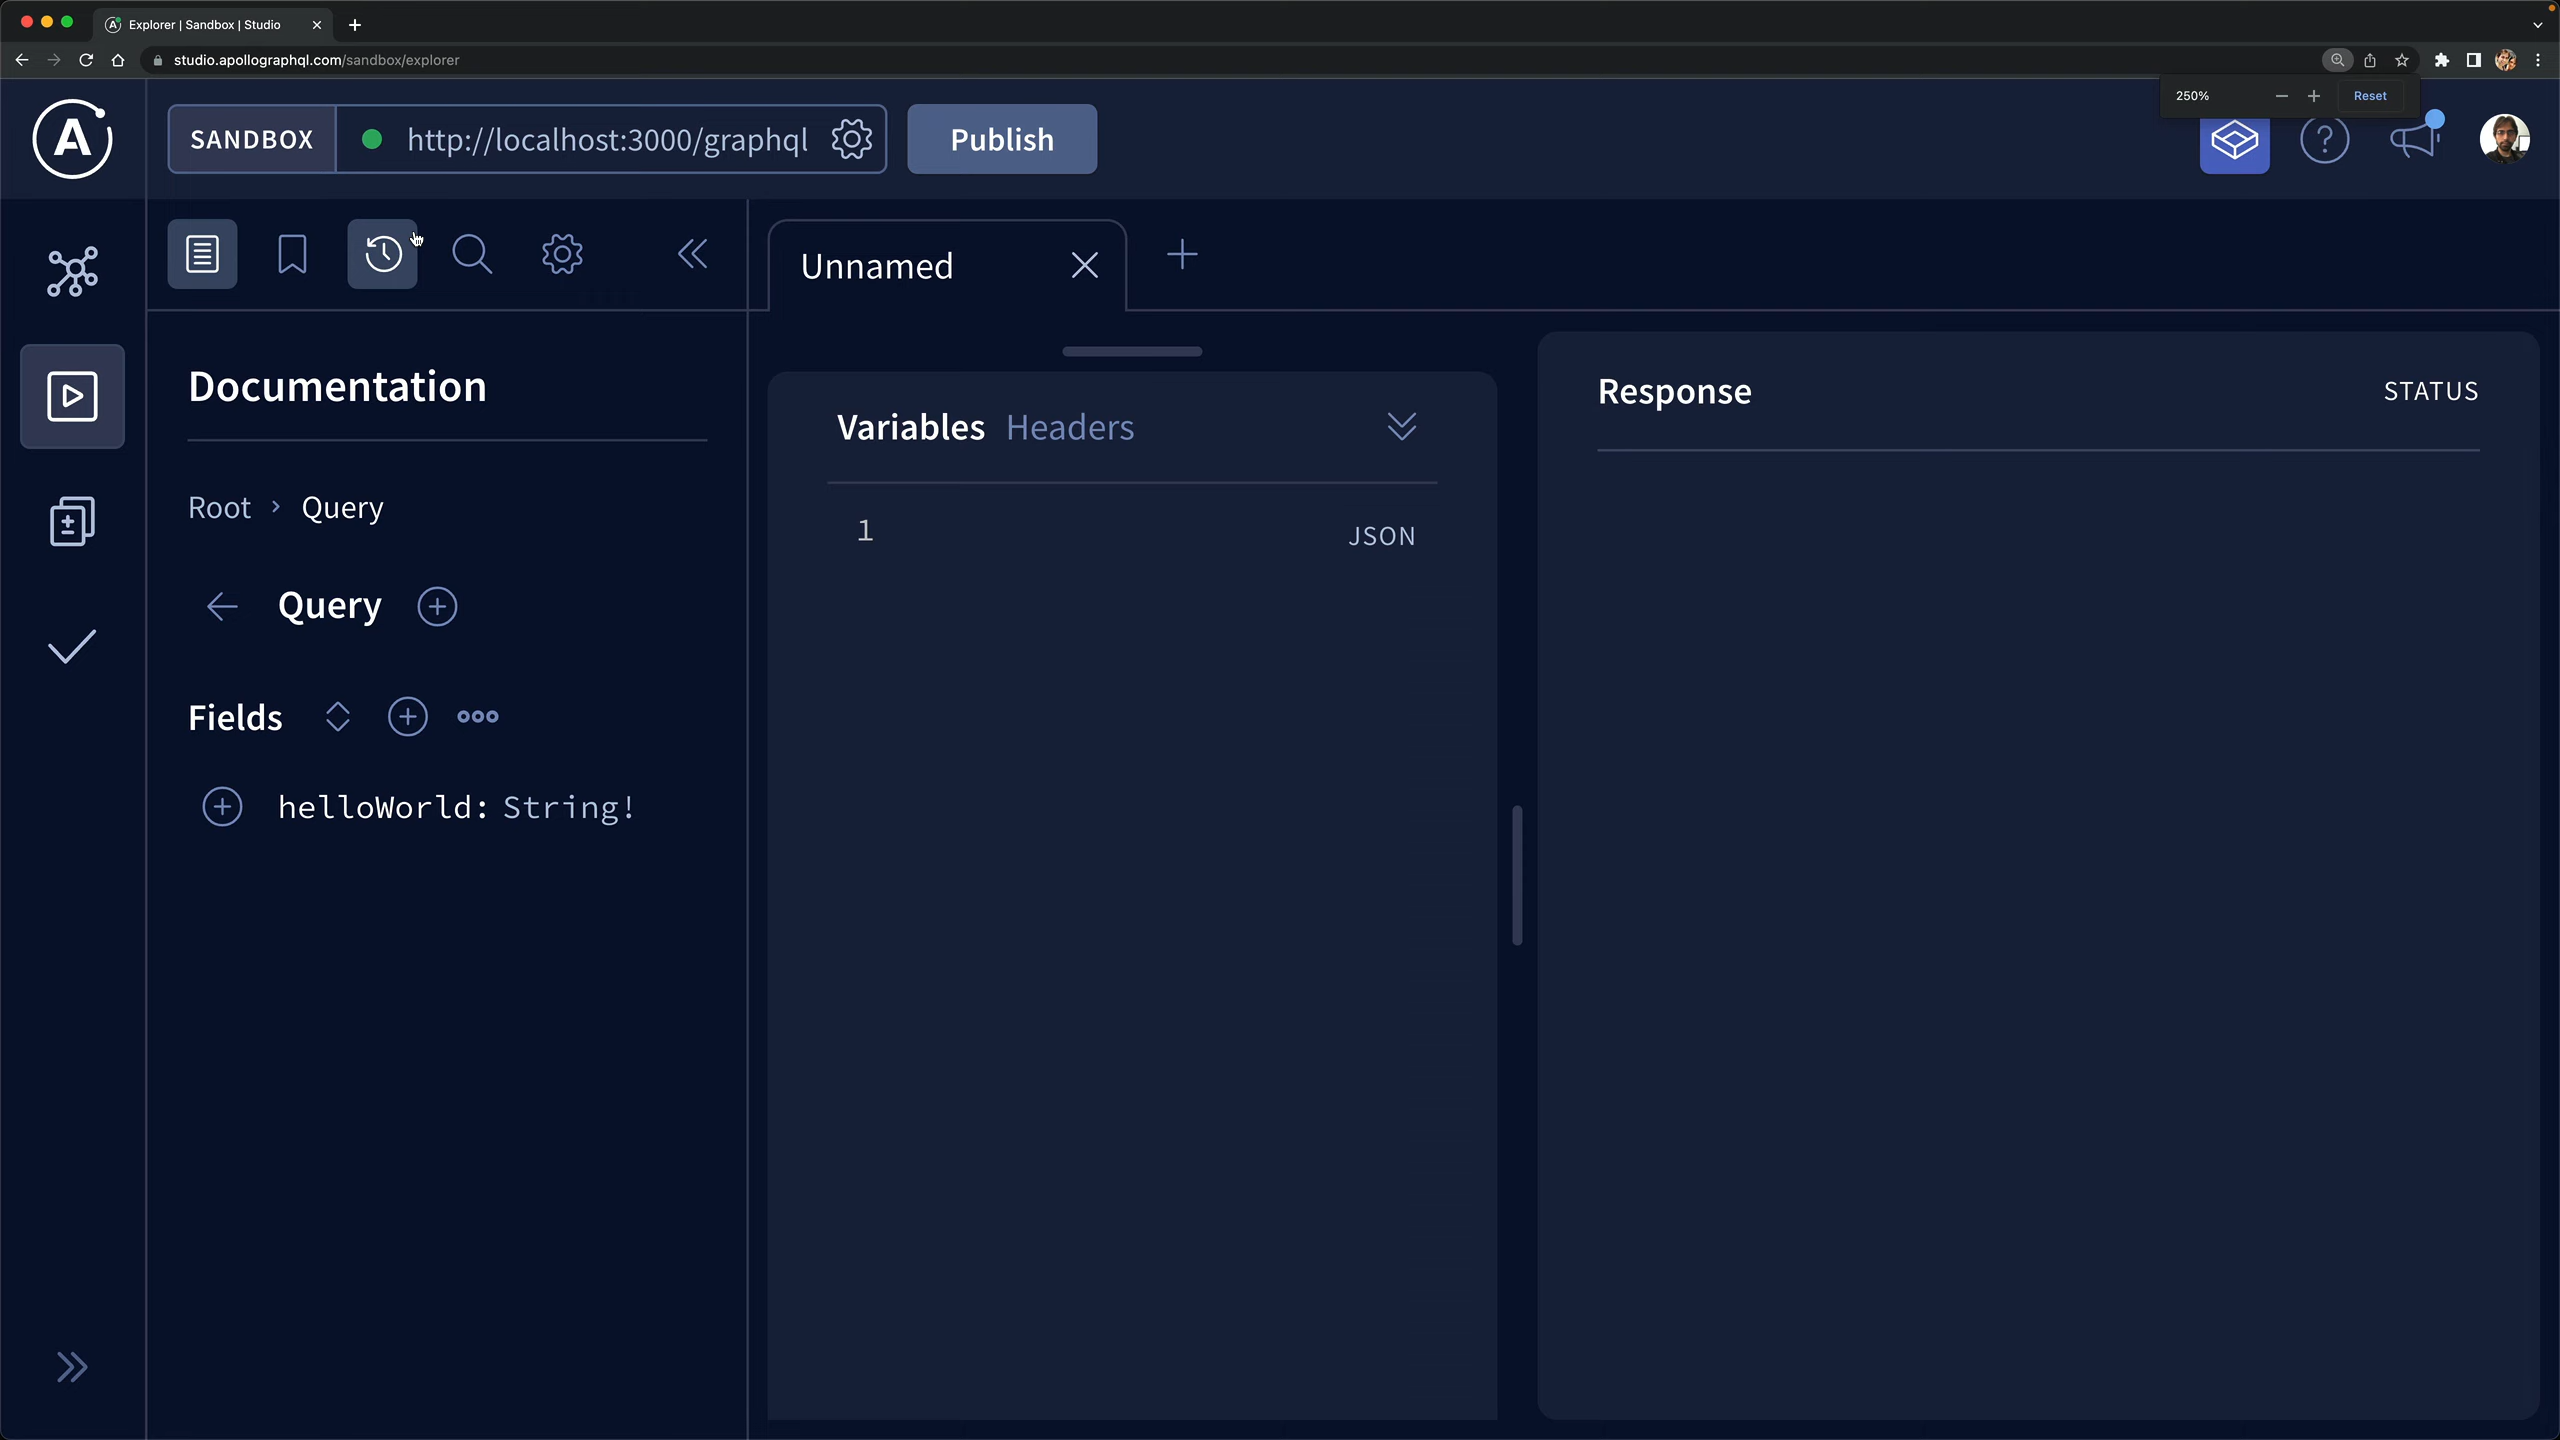 Explorer | Sandbox | Studio
studio.apollographql.com/sandbox/explorer
250%
Reset
SANDBOX
http://localhost:3000/graphql
Publish
Unnamed
Documentation
Root › Query
Query
Fields
helloWorld: String!
Variables Headers
1
JSON
Response
STATUS